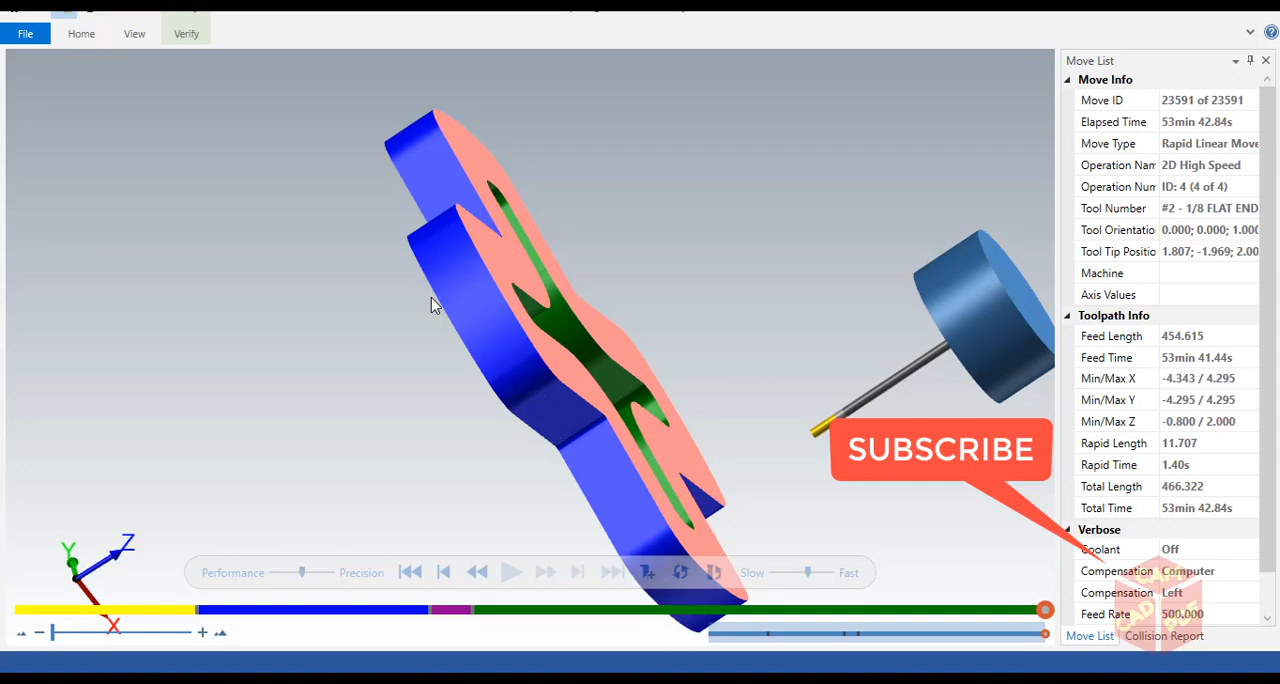 File Home View Verify
Move List
Move Info
Move ID 23591 of 23591
Elapsed Time 53min 42.84s
Move Type Rapid Linear Move
Operation Nam 2D High Speed
Operation Num ID: 4 (4 of 4)
Tool Number #2 - 1/8 FLAT END
Tool Orientatio 0.000; 0.000; 1.000
Tool Tip Positio 1.807; -1.969; 2.00
Machine
Axis Values
Toolpath Info
Feed Length 454.615
Feed Time 53min 41.44s
Min/Max X -4.343 / 4.295
Min/Max Y -4.295 / 4.295
Min/Max Z -0.800 / 2.000
Rapid Length 11.707
Rapid Time 1.40s
Total Length 466.322
Total Time 53min 42.84s
Verbose
Coolant Off
Compensation Computer
Compensation Left
Feed Rate 500.000
Move List Collision Report
SUBSCRIBE
Y Z X
Performance Precision Slow Fast
CAM
CAD
PLC